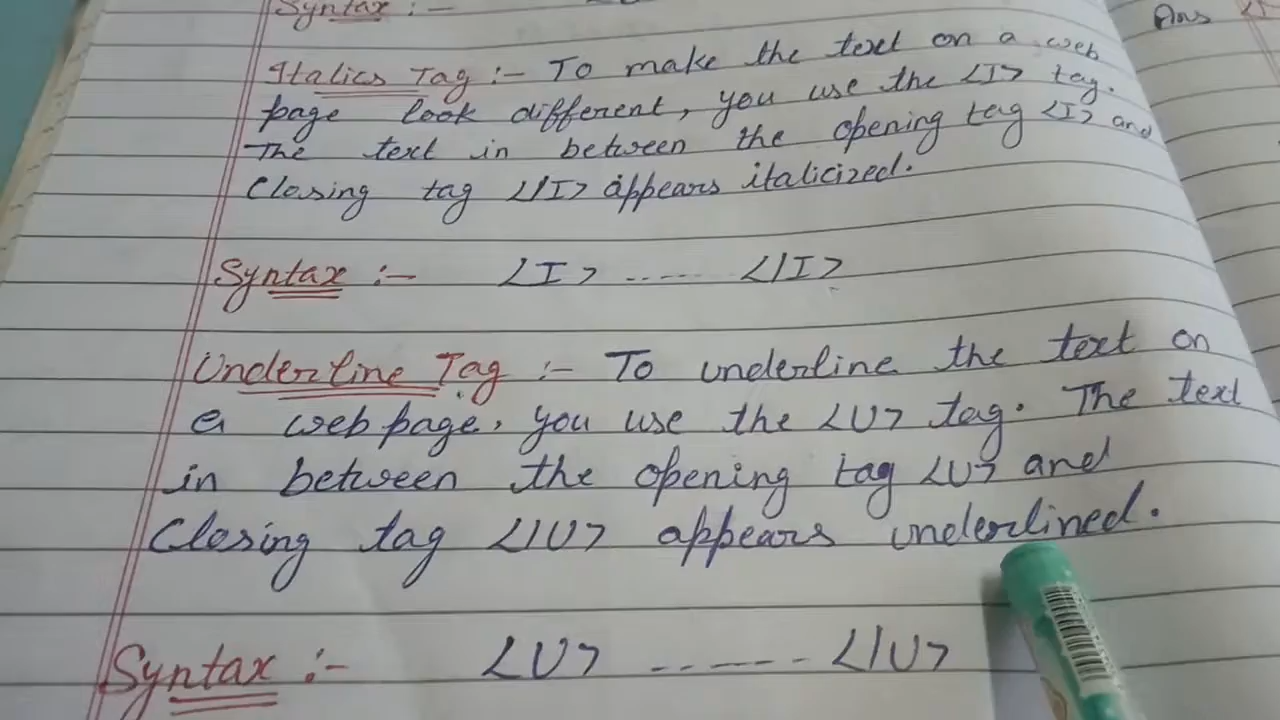 Syntax :-
Ans
Italics Tag :- To make the text on a web
page look different, you use the <I> tag.
The text in between the opening tag <I> and
Closing tag </I> appears italicized.
Syntax :- <I> ...... </I>
Underline Tag :- To underline the text on
a webpage, you use the <U> tag. The text
in between the opening tag <U> and
Closing tag </U> appears underlined.
Syntax :- <U> ------- </U>